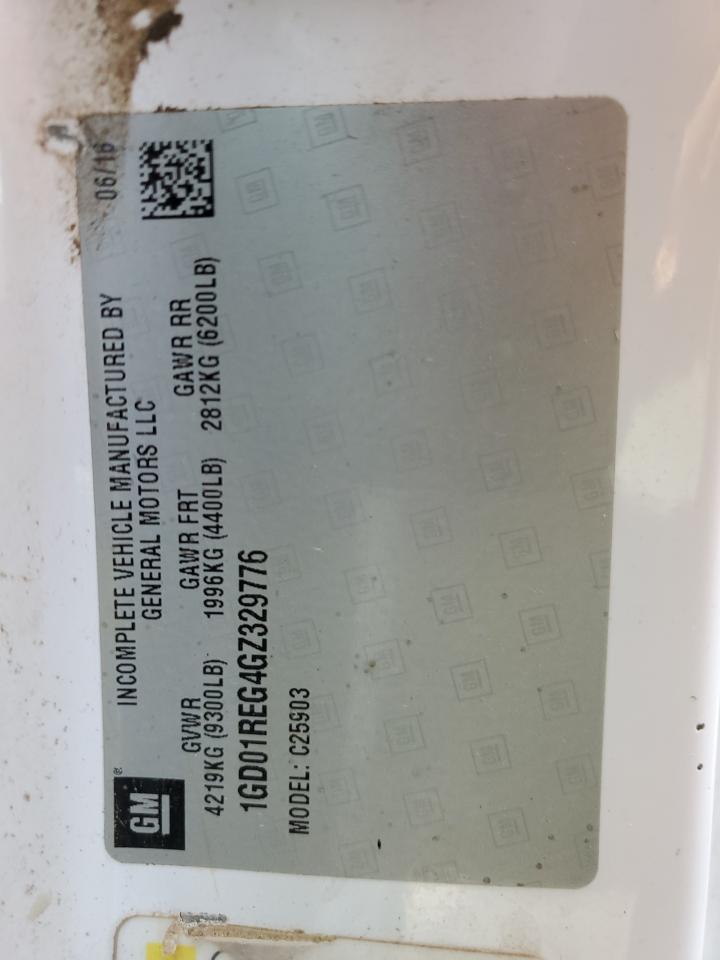 GM®
INCOMPLETE VEHICLE MANUFACTURED BY
GENERAL MOTORS LLC
06/16
GVWR GAWR FRT GAWR RR
4219KG (9300LB) 1996KG (4400LB) 2812KG (6200LB)
1GD01REG4GZ329776
MODEL: C25903